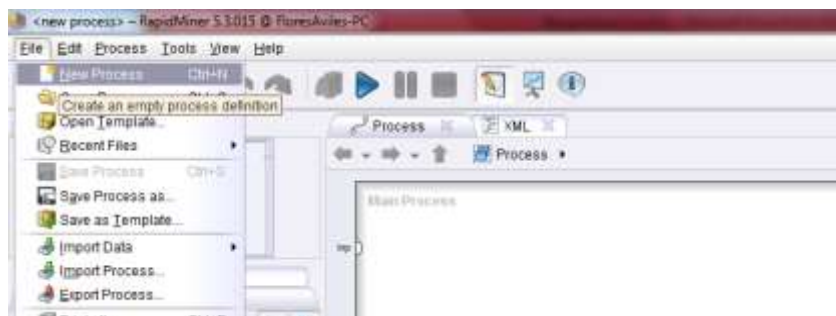 <new process> – RapidMiner 5.3.015 @ FloresAviles-PC
File Edit Process Tools View Help
New Process Ctrl+N
Create an empty process definition
Open Template...
Recent Files
Save Process Ctrl+S
Save Process as...
Save as Template...
Import Data
Import Process...
Export Process...
Process XML
Process
Main Process
inp